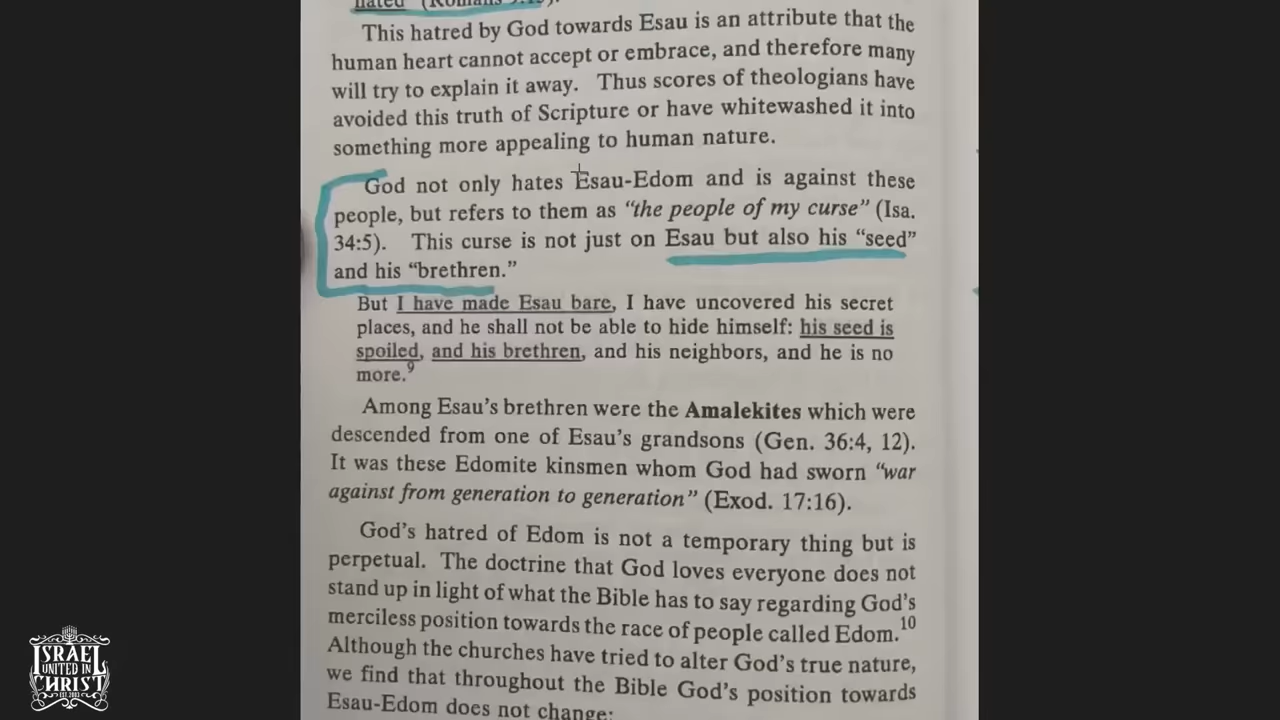 hated" (Romans 9:13).
This hatred by God towards Esau is an attribute that the
human heart cannot accept or embrace, and therefore many
will try to explain it away. Thus scores of theologians have
avoided this truth of Scripture or have whitewashed it into
something more appealing to human nature.
God not only hates Esau-Edom and is against these
people, but refers to them as "the people of my curse" (Isa.
34:5). This curse is not just on Esau but also his "seed"
and his "brethren."
But I have made Esau bare, I have uncovered his secret
places, and he shall not be able to hide himself: his seed is
spoiled, and his brethren, and his neighbors, and he is no
more.9
Among Esau's brethren were the Amalekites which were
descended from one of Esau's grandsons (Gen. 36:4, 12).
It was these Edomite kinsmen whom God had sworn "war
against from generation to generation" (Exod. 17:16).
God's hatred of Edom is not a temporary thing but is
perpetual. The doctrine that God loves everyone does not
stand up in light of what the Bible has to say regarding God's
merciless position towards the race of people called Edom.10
Although the churches have tried to alter God's true nature,
we find that throughout the Bible God's position towards
Esau-Edom does not change:
ISRAEL
UNITED IN
CHRIST
EST. 2003